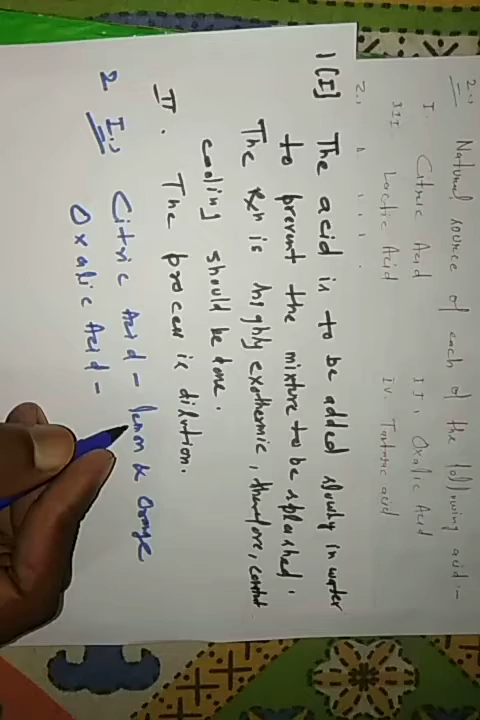 2., Natural source of each of the following acid :-
I. Citric Acid II. Oxalic Acid
III Lactic Acid IV. Tartaric acid
2.,
1(I) The acid is to be added slowly in water
to prevent the mixture to be splashed.
The Rxn is highly exothermic, therefore,
cooling should be done.
II. The process is dilution.
2 I., Citric Acid - lemon & Orange
Oxalic Acid -